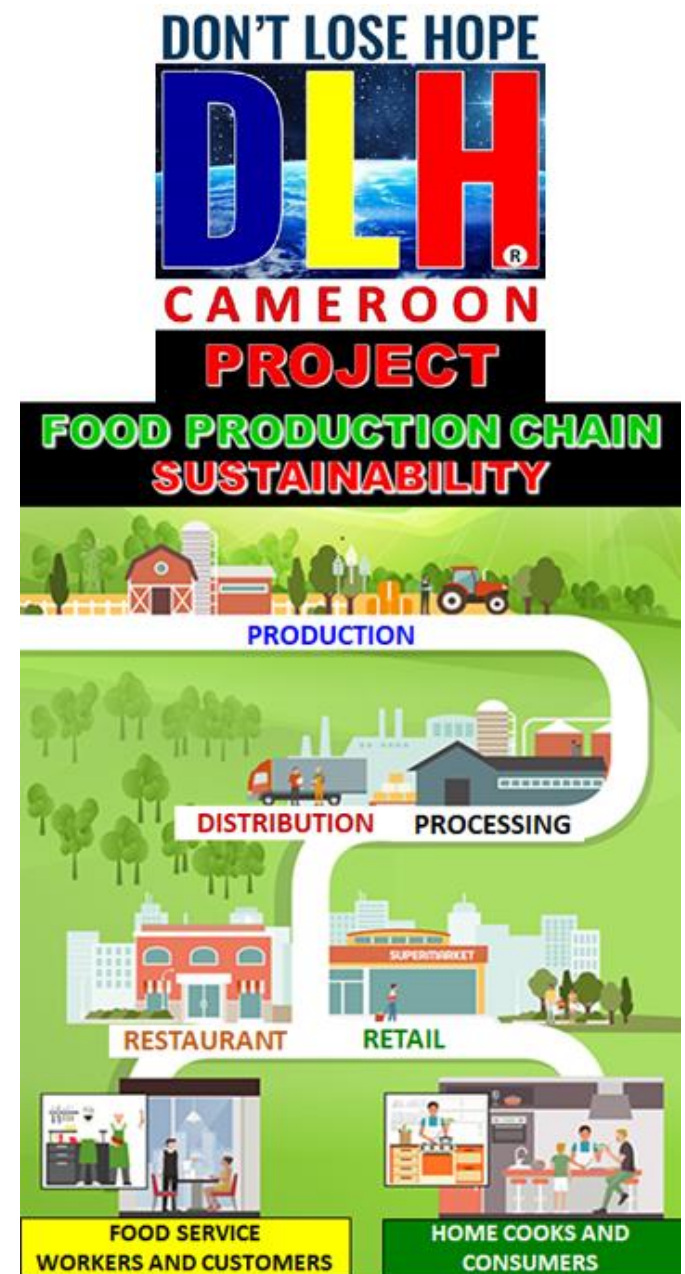 DON'T LOSE HOPE
DLH
®
CAMEROON
PROJECT
FOOD PRODUCTION CHAIN
SUSTAINABILITY
PRODUCTION
DISTRIBUTION PROCESSING
SUPERMARKET
RESTAURANT RETAIL
FOOD SERVICE
WORKERS AND CUSTOMERS
HOME COOKS AND
CONSUMERS